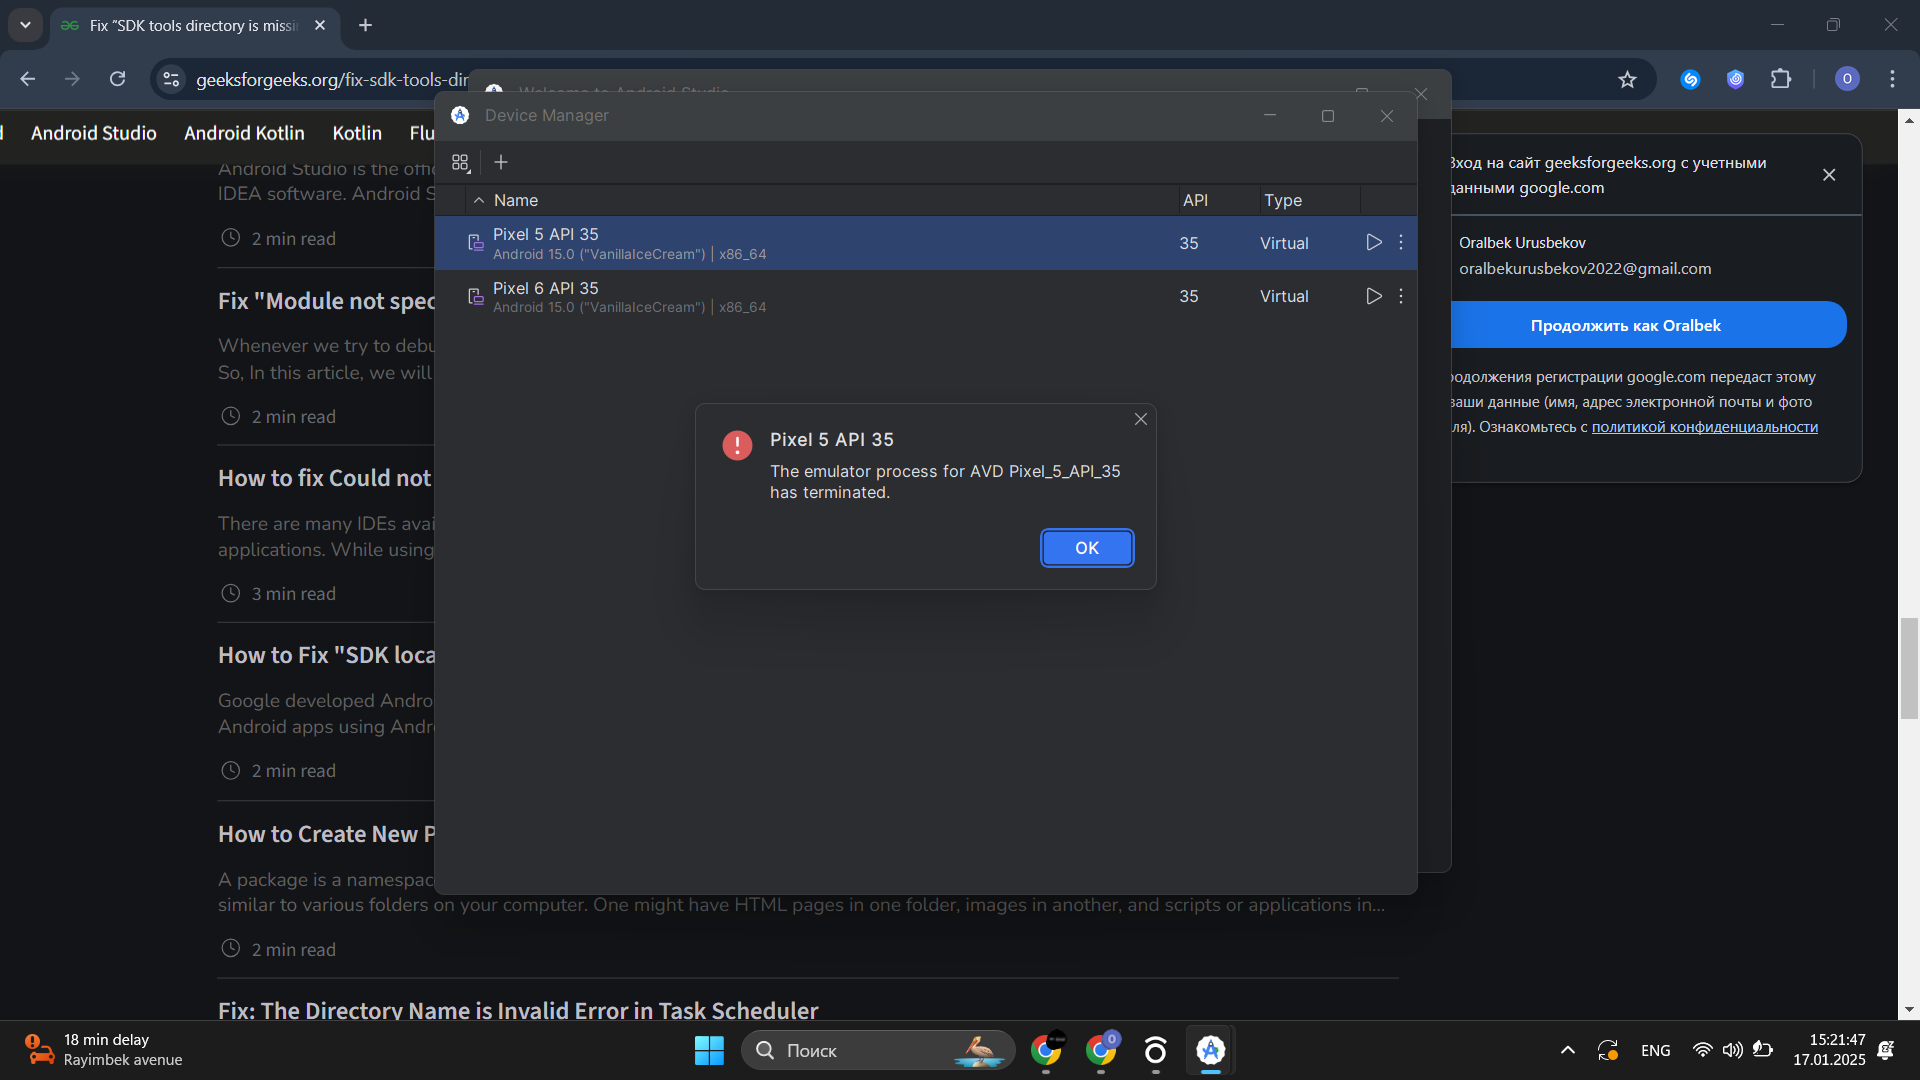 Fix "SDK tools directory is missi
geeksforgeeks.org/fix-sdk-tools-dir
Android Studio
Android Kotlin
Kotlin
Flu
Android Studio is the offi
IDEA software. Android S
2 min read
Fix "Module not spec
Whenever we try to debu
So, In this article, we will
2 min read
How to fix Could not
There are many IDEs avai
applications. While using
3 min read
How to Fix "SDK loca
Google developed Andro
Android apps using Andr
2 min read
How to Create New P
A package is a namespac
similar to various folders on your computer. One might have HTML pages in one folder, images in another, and scripts or applications in...
2 min read
Fix: The Directory Name is Invalid Error in Task Scheduler
Welcome to Android Studio
Device Manager
Name
API
Type
Pixel 5 API 35
Android 15.0 ("VanillaIceCream") | x86_64
35
Virtual
Pixel 6 API 35
Android 15.0 ("VanillaIceCream") | x86_64
35
Virtual
Pixel 5 API 35
The emulator process for AVD Pixel_5_API_35
has terminated.
OK
Вход на сайт geeksforgeeks.org с учетными
данными google.com
Oralbek Urusbekov
oralbekurusbekov2022@gmail.com
Продолжить как Oralbek
родолжения регистрации google.com передаст этому
ваши данные (имя, адрес электронной почты и фото
ля). Ознакомьтесь с политикой конфиденциальности
18 min delay
Rayimbek avenue
Поиск
ENG
15:21:47
17.01.2025